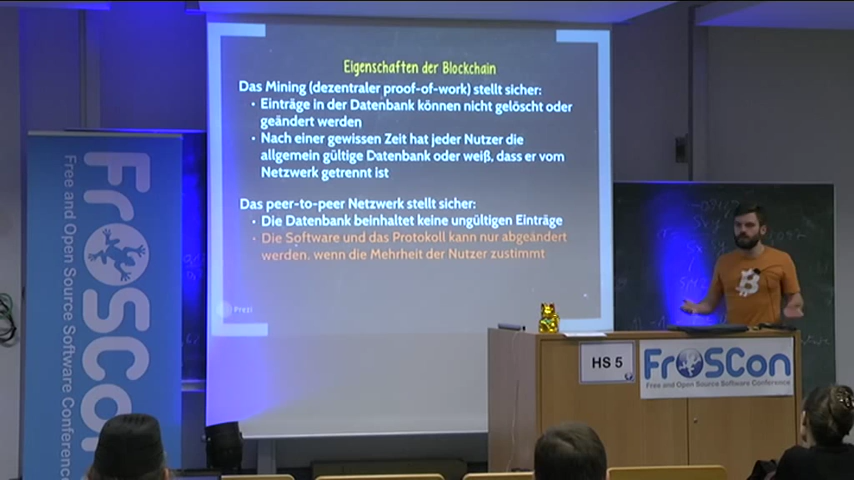 Eigenschaften der Blockchain
Das Mining (dezentraler proof-of-work) stellt sicher:
• Einträge in der Datenbank können nicht gelöscht oder
geändert werden
• Nach einer gewissen Zeit hat jeder Nutzer die
allgemein gültige Datenbank oder weiß, dass er vom
Netzwerk getrennt ist
Das peer-to-peer Netzwerk stellt sicher:
• Die Datenbank beinhaltet keine ungültigen Einträge
• Die Software und das Protokoll kann nur abgeändert
werden, wenn die Mehrheit der Nutzer zustimmt
Prezi
FrOSCon
Free and Open Source Software Conference
HS 5
FrOSCon
Free and Open Source Software Conference